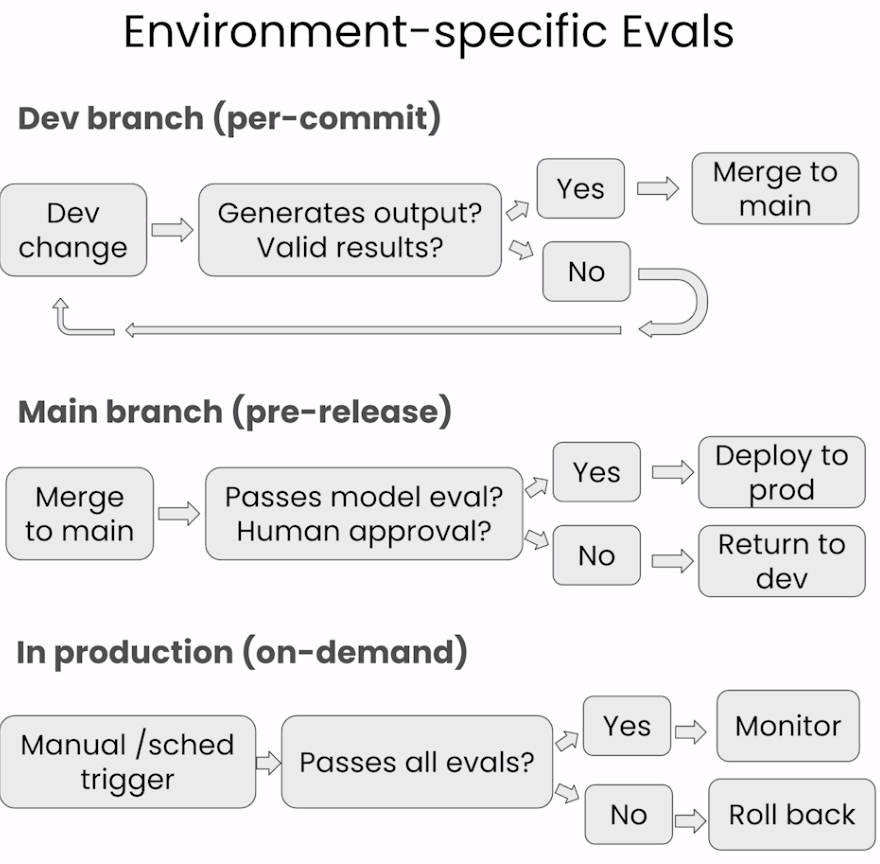 Environment-specific Evals
Dev branch (per-commit)
Dev
change
Generates output?
Valid results?
Yes
Merge to
main
No
Main branch (pre-release)
Merge
to main
Passes model eval?
Human approval?
Yes
Deploy to
prod
No
Return to
dev
In production (on-demand)
Manual /sched
trigger
Passes all evals?
Yes
Monitor
No
Roll back